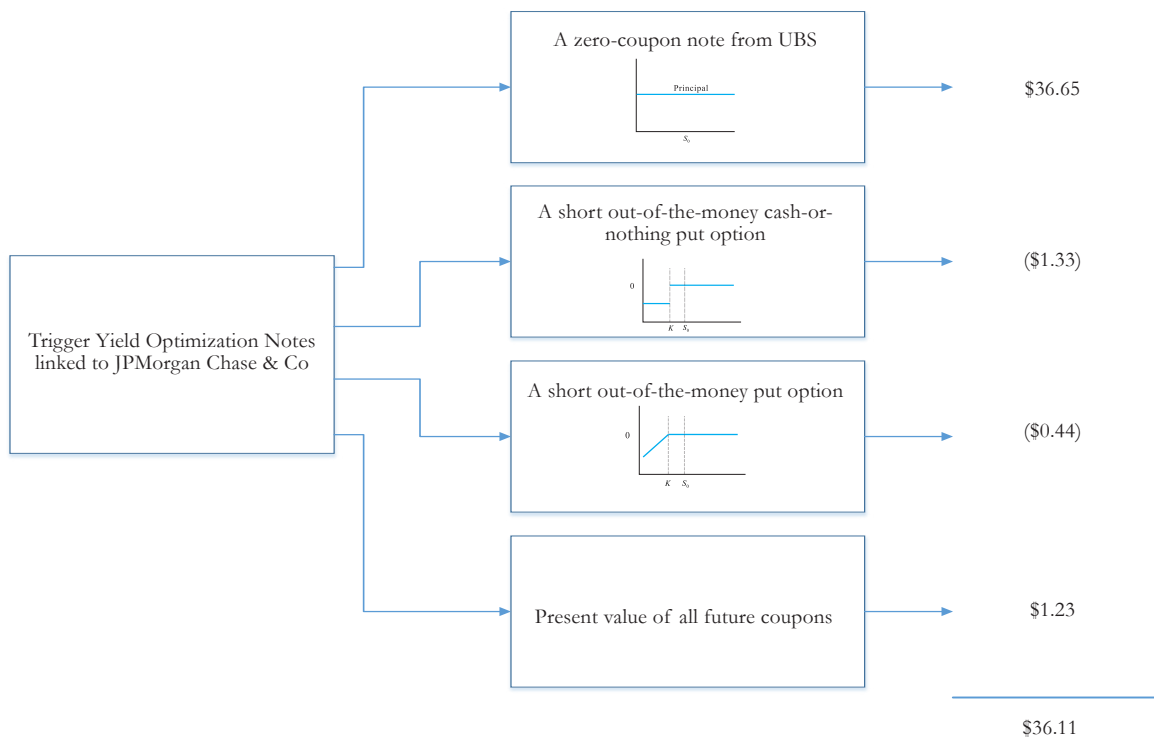 A zero-coupon note from UBS
Principal
S₀
$36.65
A short out-of-the-money cash-or-
nothing put option
0
K
S₀
($1.33)
Trigger Yield Optimization Notes
linked to JPMorgan Chase & Co
A short out-of-the-money put option
0
K
S₀
($0.44)
Present value of all future coupons
$1.23
$36.11